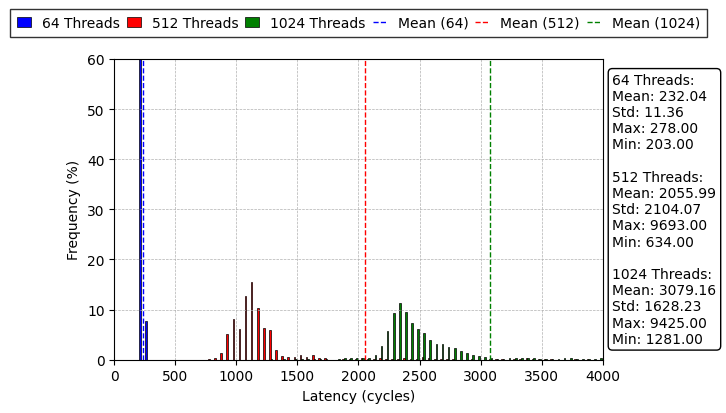 64 Threads 512 Threads 1024 Threads Mean (64) Mean (512) Mean (1024)
60
50
40
30
20
10
0
Frequency (%)
0 500 1000 1500 2000 2500 3000 3500 4000
Latency (cycles)
64 Threads:
Mean: 232.04
Std: 11.36
Max: 278.00
Min: 203.00
512 Threads:
Mean: 2055.99
Std: 2104.07
Max: 9693.00
Min: 634.00
1024 Threads:
Mean: 3079.16
Std: 1628.23
Max: 9425.00
Min: 1281.00